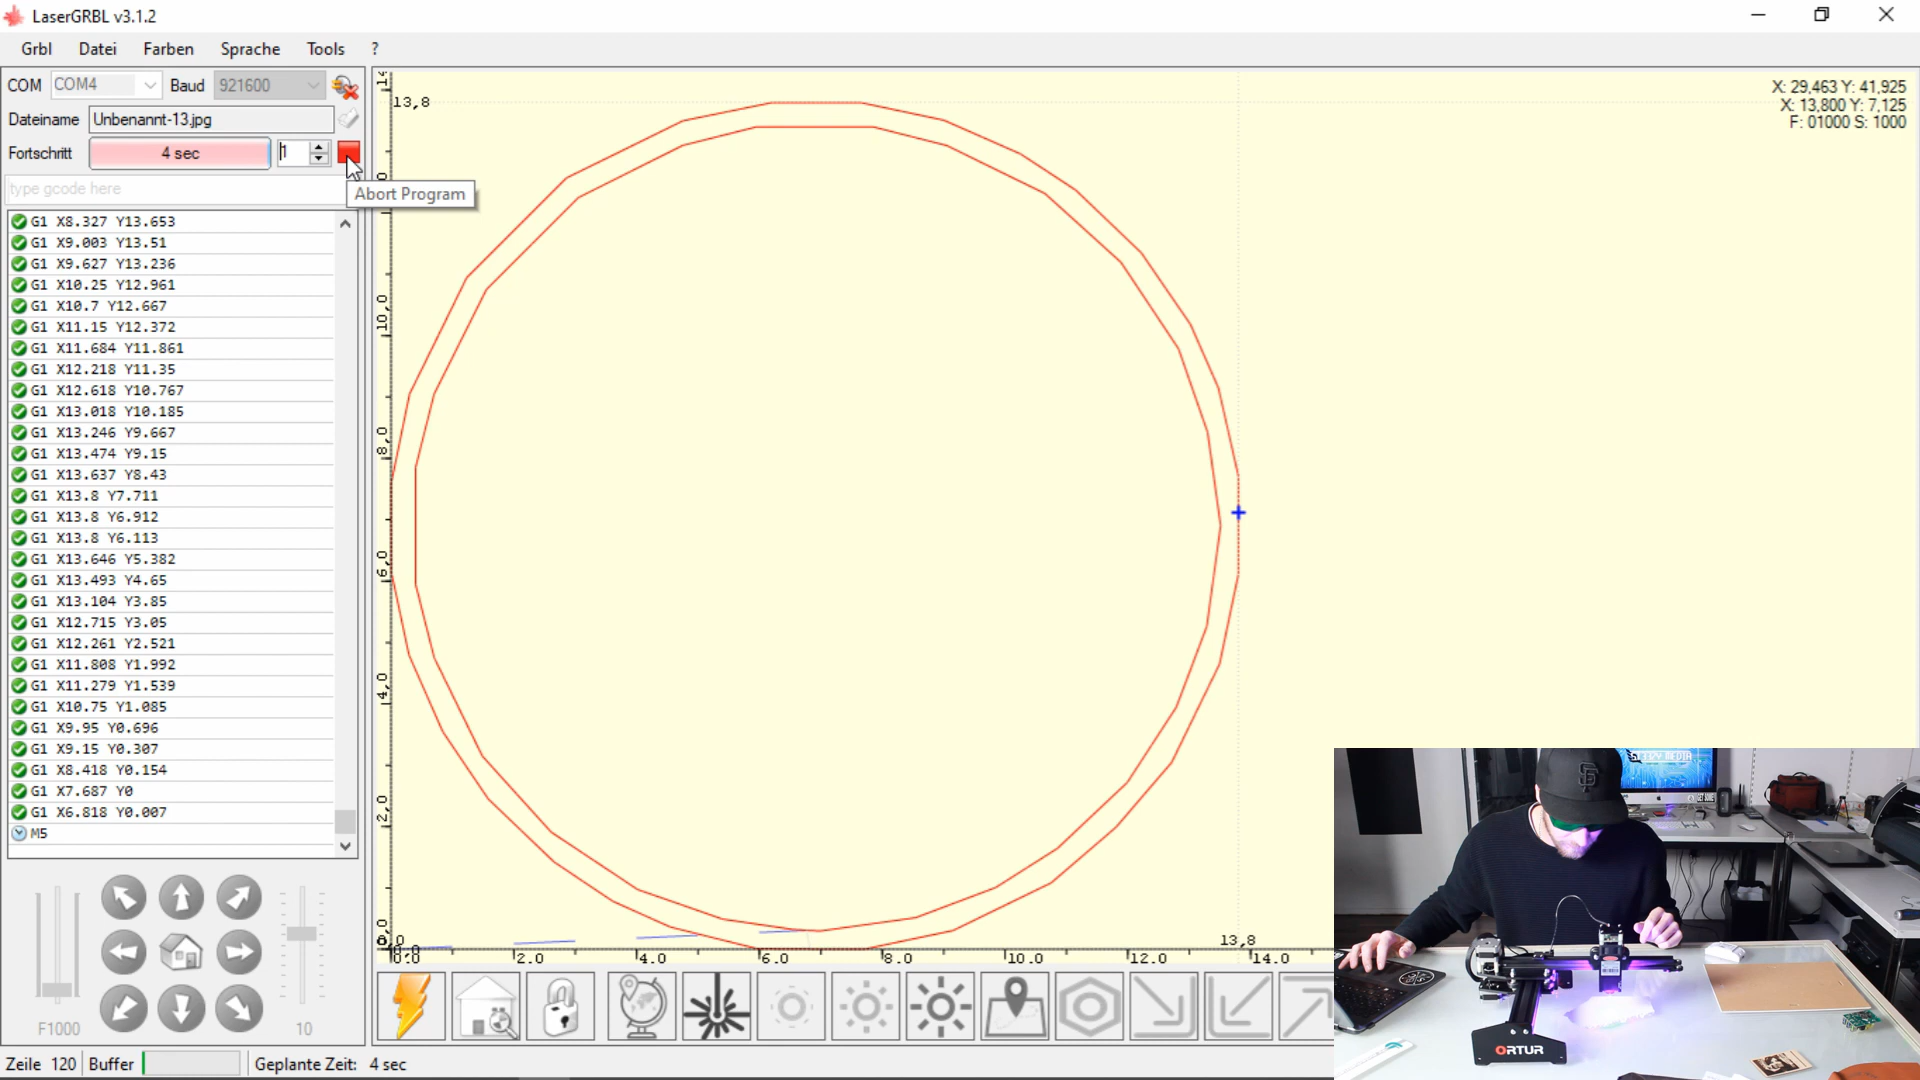 LaserGRBL v3.1.2
Grbl Datei Farben Sprache Tools ?
COM COM4 Baud 921600
Dateiname Unbenannt-13.jpg
Fortschritt 4 sec 1
type gcode here
Abort Program
G1 X8.327 Y13.653
G1 X9.003 Y13.51
G1 X9.627 Y13.236
G1 X10.25 Y12.961
G1 X10.7 Y12.667
G1 X11.15 Y12.372
G1 X11.684 Y11.861
G1 X12.218 Y11.35
G1 X12.618 Y10.767
G1 X13.018 Y10.185
G1 X13.246 Y9.667
G1 X13.474 Y9.15
G1 X13.637 Y8.43
G1 X13.8 Y7.711
G1 X13.8 Y6.912
G1 X13.8 Y6.113
G1 X13.646 Y5.382
G1 X13.493 Y4.65
G1 X13.104 Y3.85
G1 X12.715 Y3.05
G1 X12.261 Y2.521
G1 X11.808 Y1.992
G1 X11.279 Y1.539
G1 X10.75 Y1.085
G1 X9.95 Y0.696
G1 X9.15 Y0.307
G1 X8.418 Y0.154
G1 X7.687 Y0
G1 X6.818 Y0.007
M5
F1000
10
Zeile 120 Buffer Geplante Zeit: 4 sec
X: 29,463 Y: 41,925
X: 13,800 Y: 7,125
F: 01000 S: 1000
13,8
10,0
8,0
6,0
4,0
2,0
13,8
2.0 4.0 6.0 8.0 10.0 12.0 14.0
SF
ORTUR